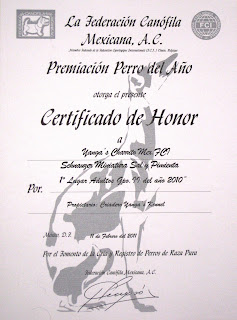 La Federación Canófila
Mexicana, A.C.
Premiación Perro del Año
otorga el presente
Certificado de Honor
a
Yanga's Charrito Mex. FCI
Schnauzer Miniatura Sal y Pimienta
1° Lugar Adultos Gpo. II del año 2010"
Por.
Propietario: Criadero Yanga's Kennel
México, D.F. 11 de Febrero del 2011
Por el Fomento de la Cría y Registro de Perros de Raza Pura
Federación Canófila Mexicana, A.C.